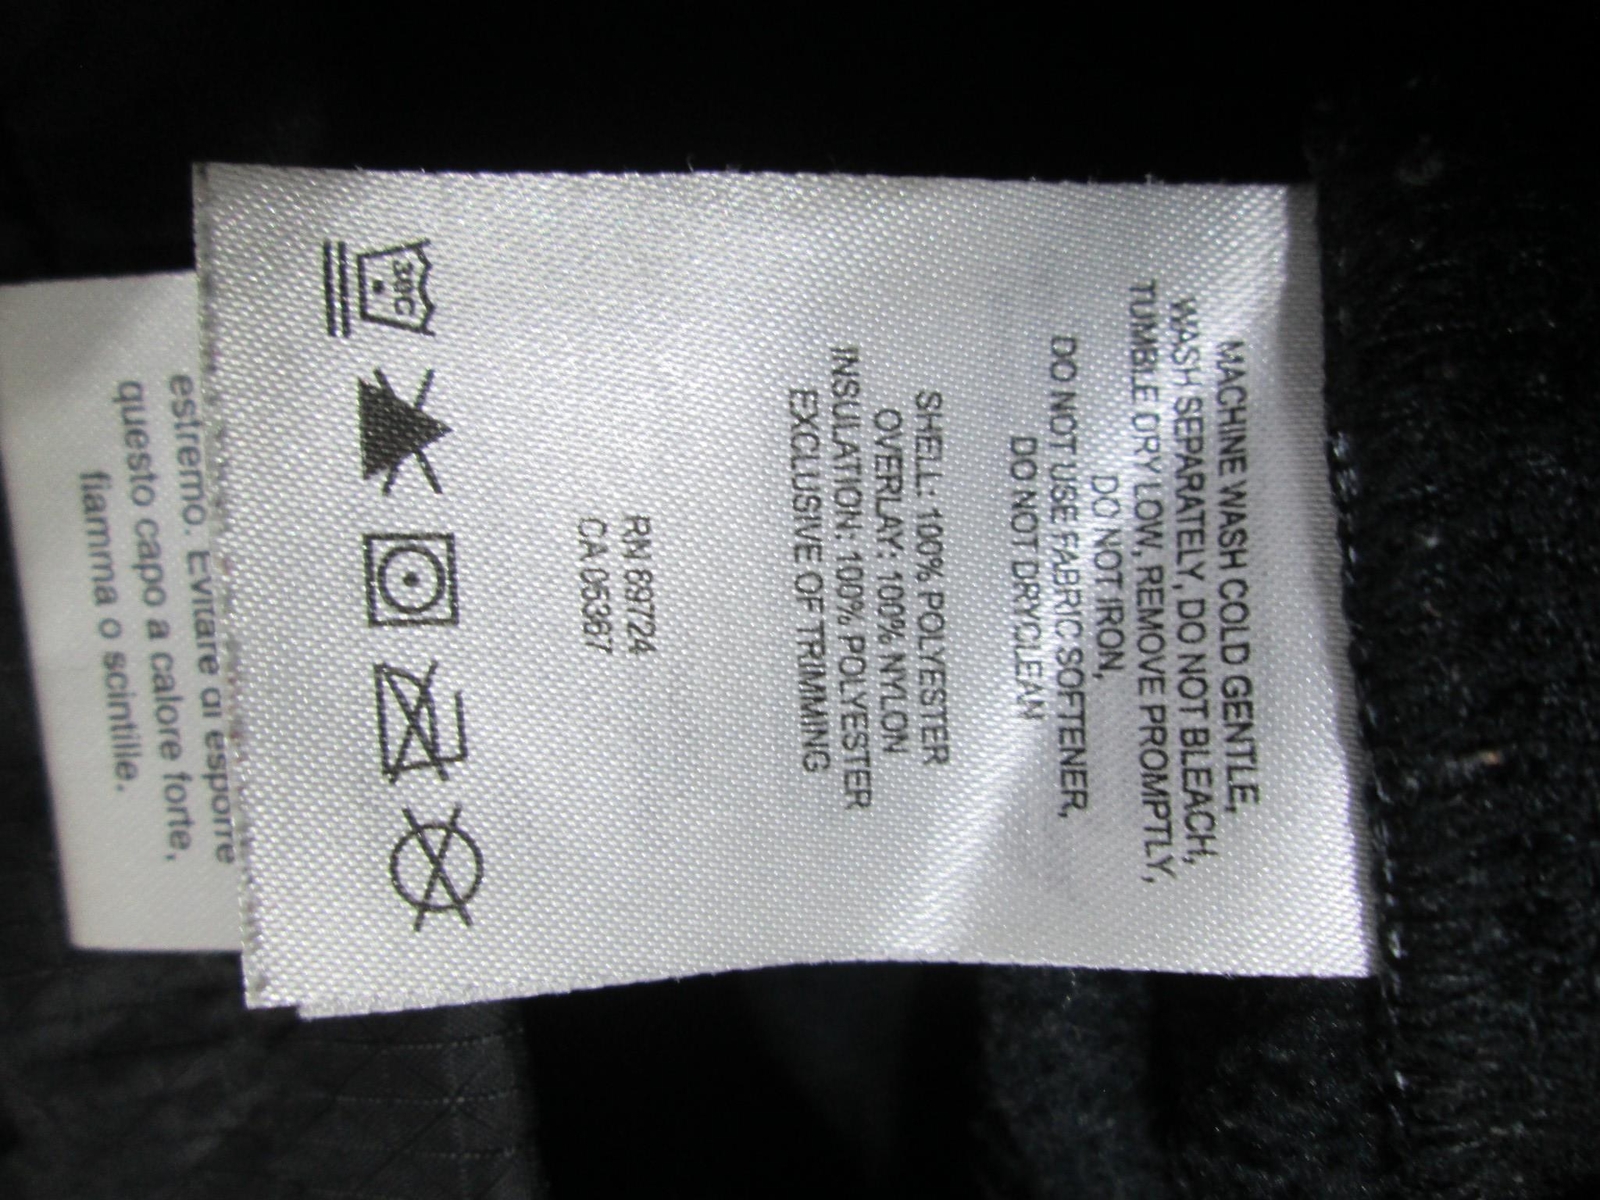 MACHINE WASH COLD GENTLE,
WASH SEPARATELY, DO NOT BLEACH,
TUMBLE DRY LOW, REMOVE PROMPTLY,
DO NOT IRON,
DO NOT USE FABRIC SOFTENER,
DO NOT DRYCLEAN
SHELL: 100% POLYESTER
OVERLAY: 100% NYLON
INSULATION: 100% POLYESTER
EXCLUSIVE OF TRIMMING
RN 69724
CA 05367
30C
estremo. Evitare di esporre
questo capo a calore forte,
fiamma o scintille.